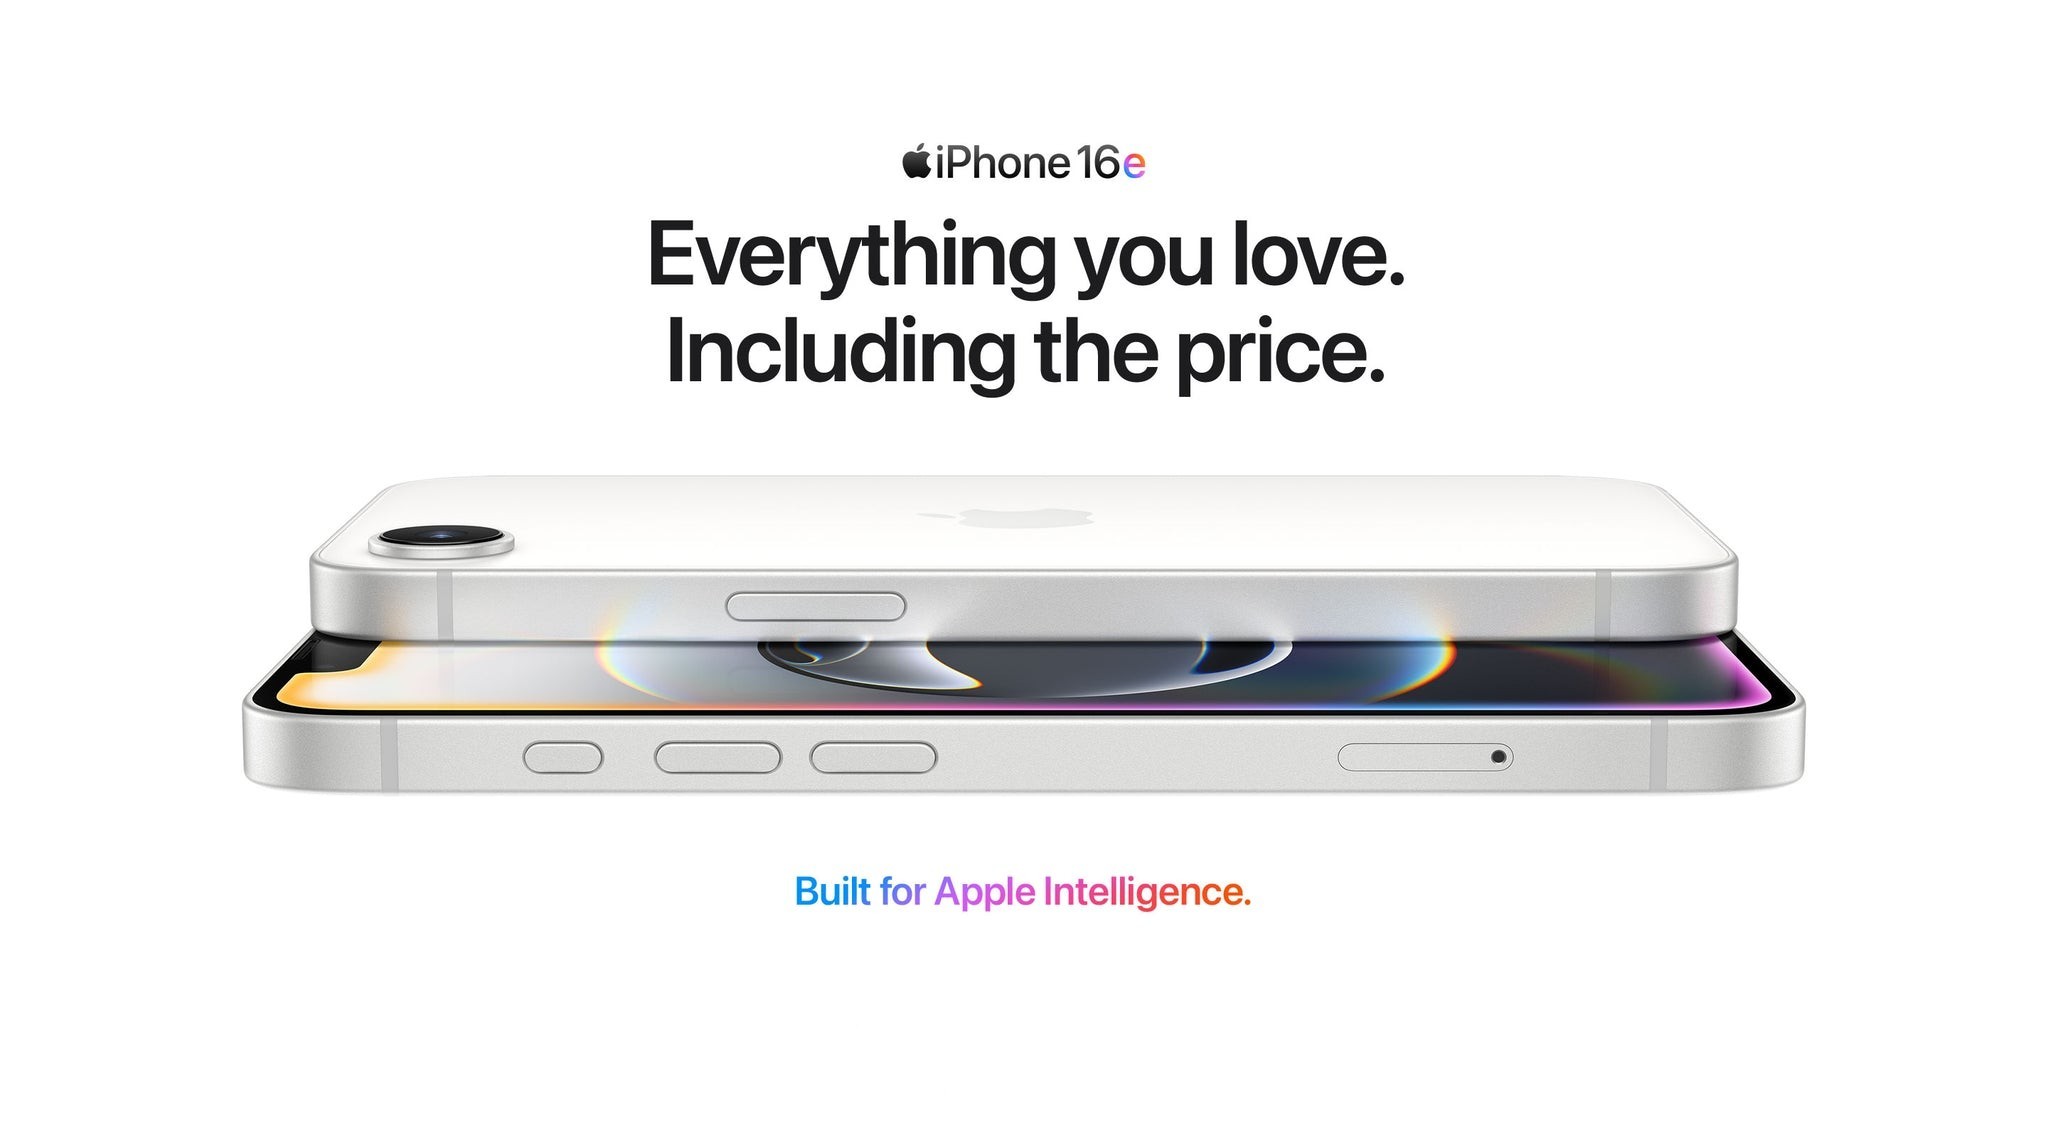 iPhone 16e
Everything you love.
Including the price.
Built for Apple Intelligence.